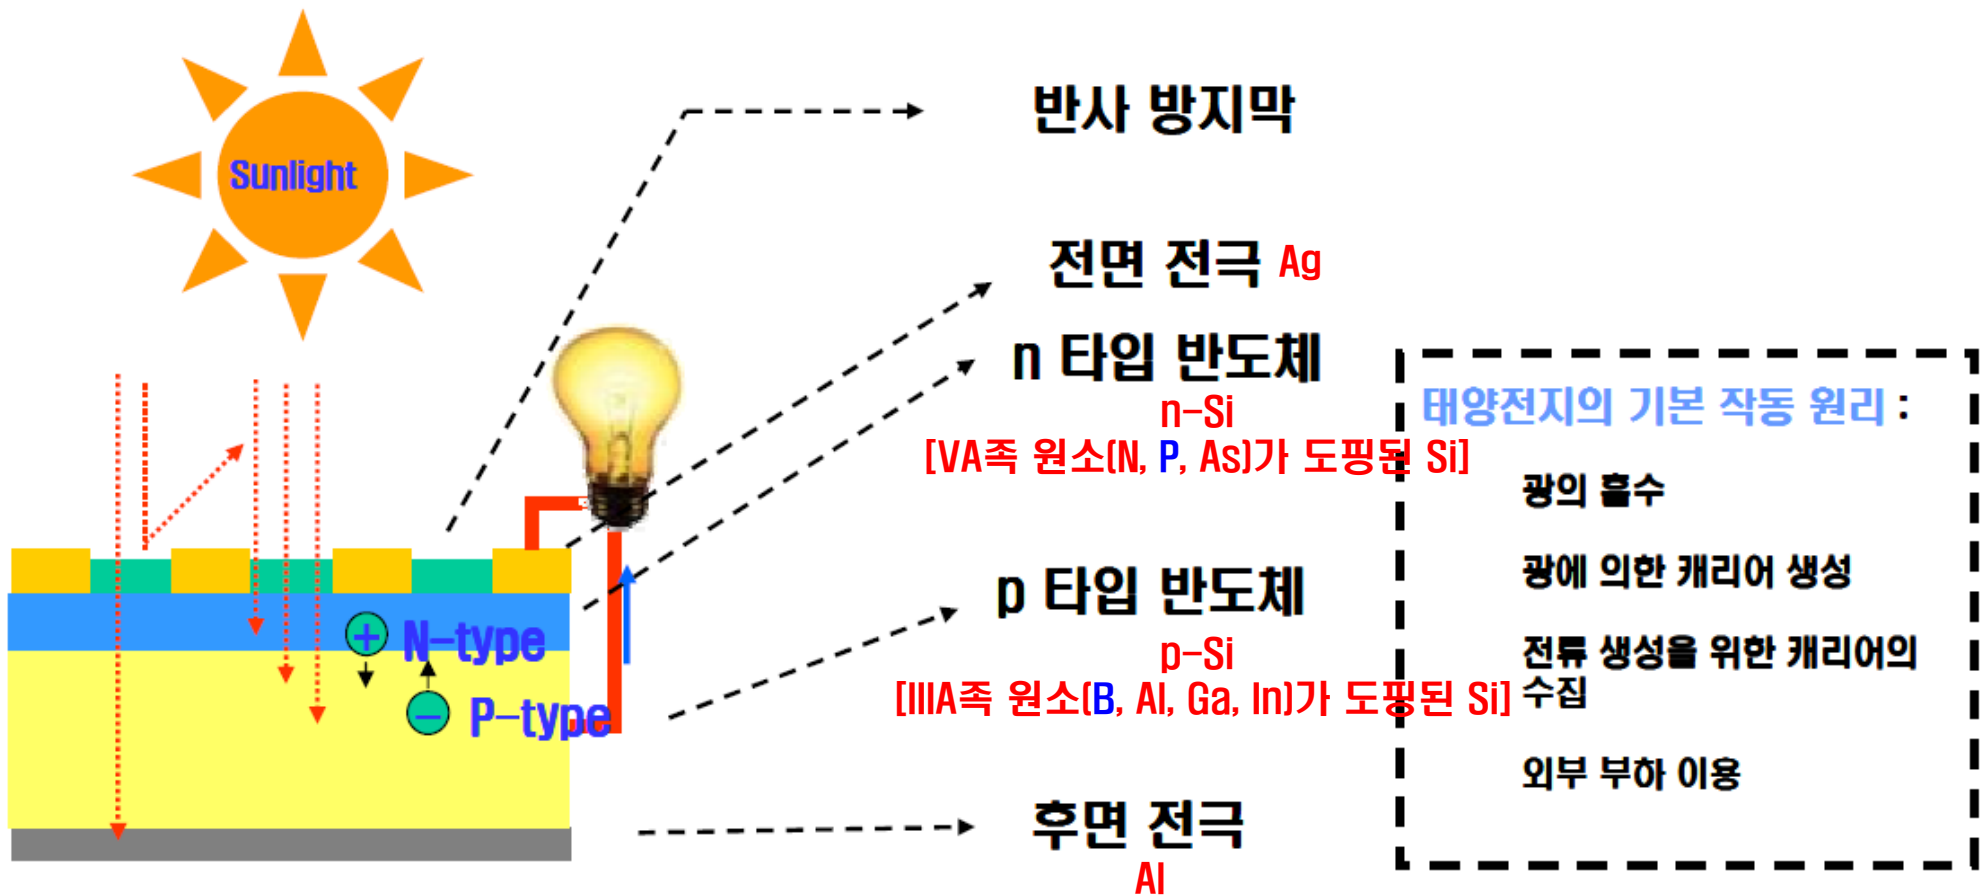 Sunlight
반사 방지막
전면 전극 Ag
n 타입 반도체
n-Si
[VA족 원소(N, P, As)가 도핑된 Si]
p 타입 반도체
p-Si
[IIIA족 원소(B, Al, Ga, In)가 도핑된 Si]
후면 전극
Al
+ N-type
− P-type
태양전지의 기본 작동 원리 :
광의 흡수
광에 의한 캐리어 생성
전류 생성을 위한 캐리어의
수집
외부 부하 이용